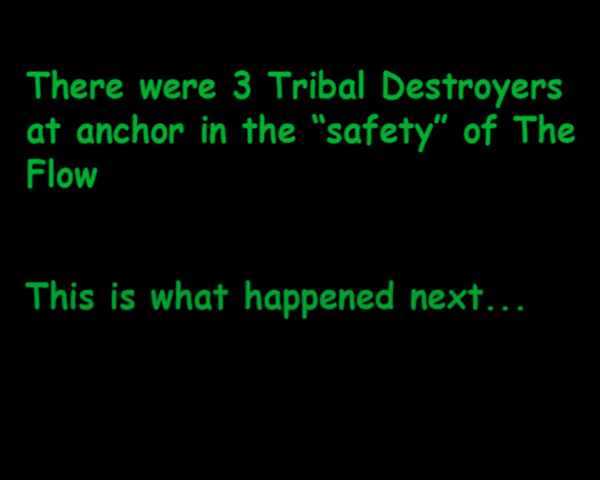 There were 3 Tribal Destroyers
at anchor in the “safety” of The
Flow
This is what happened next...